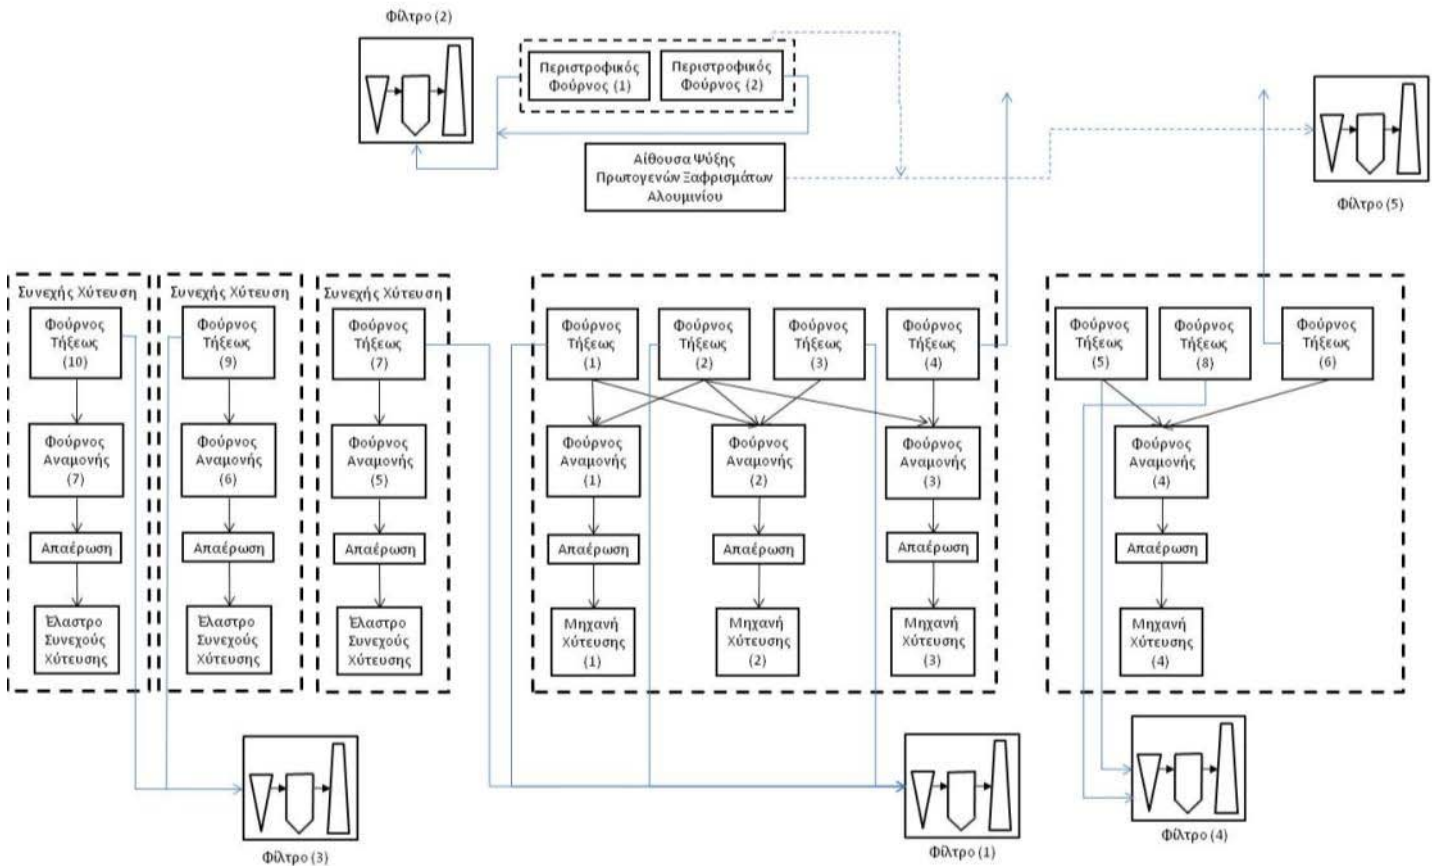 Φίλτρο (2)
Περιστροφικός
Φούρνος (1)
Περιστροφικός
Φούρνος (2)
Αίθουσα Ψύξης
Πρωτογενών Ξαφρισμάτων
Αλουμινίου
Φίλτρο (5)
Συνεχής Χύτευση
Συνεχής Χύτευση
Συνεχής Χύτευση
Φούρνος
Τήξεως
(10)
Φούρνος
Τήξεως
(9)
Φούρνος
Τήξεως
(7)
Φούρνος
Τήξεως
(1)
Φούρνος
Τήξεως
(2)
Φούρνος
Τήξεως
(3)
Φούρνος
Τήξεως
(4)
Φούρνος
Τήξεως
(5)
Φούρνος
Τήξεως
(8)
Φούρνος
Τήξεως
(6)
Φούρνος
Αναμονής
(7)
Φούρνος
Αναμονής
(6)
Φούρνος
Αναμονής
(5)
Φούρνος
Αναμονής
(1)
Φούρνος
Αναμονής
(2)
Φούρνος
Αναμονής
(3)
Φούρνος
Αναμονής
(4)
Απαέρωση
Απαέρωση
Απαέρωση
Απαέρωση
Απαέρωση
Απαέρωση
Απαέρωση
Έλαστρο
Συνεχούς
Χύτευσης
Έλαστρο
Συνεχούς
Χύτευσης
Έλαστρο
Συνεχούς
Χύτευσης
Μηχανή
Χύτευσης
(1)
Μηχανή
Χύτευσης
(2)
Μηχανή
Χύτευσης
(3)
Μηχανή
Χύτευσης
(4)
Φίλτρο (3)
Φίλτρο (1)
Φίλτρο (4)